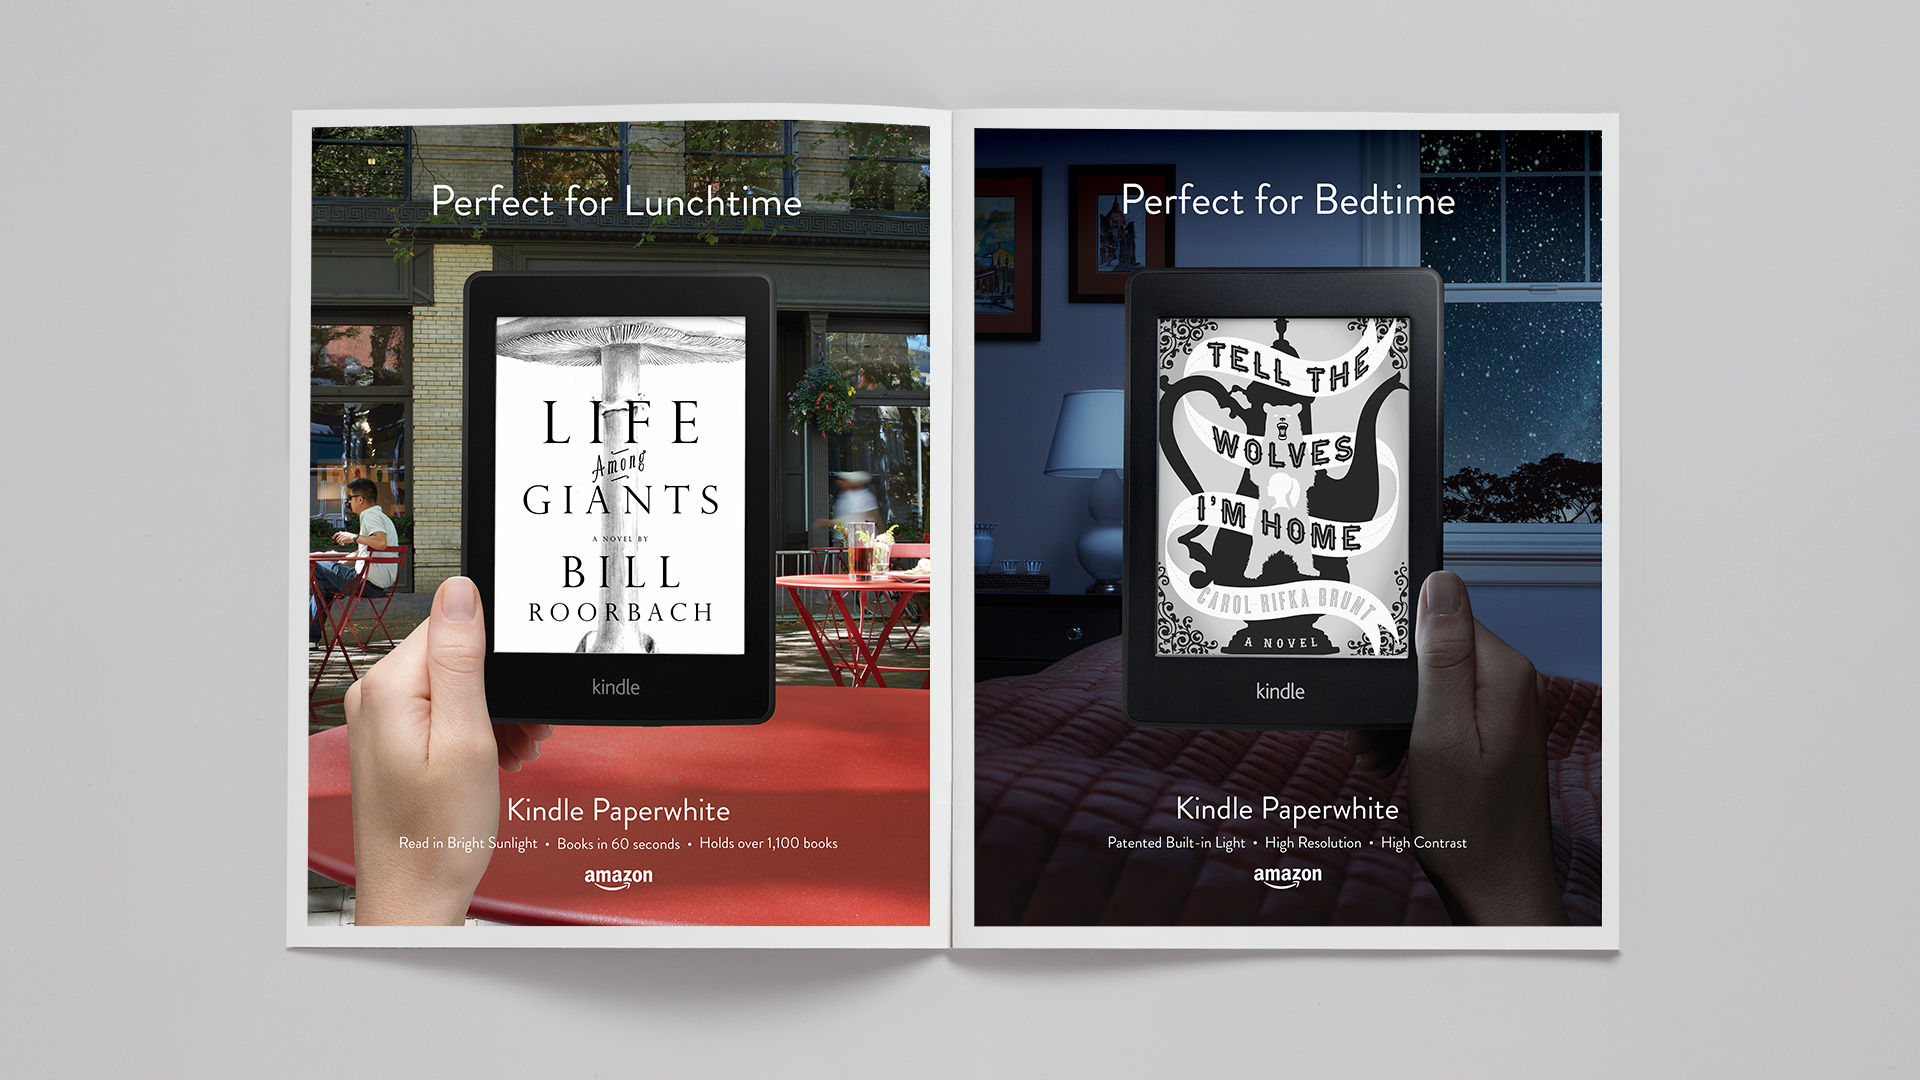 Perfect for Lunchtime
LIFE
Among
GIANTS
A NOVEL BY
BILL
ROORBACH
kindle
Kindle Paperwhite
Read in Bright Sunlight • Books in 60 seconds • Holds over 1,100 books
amazon
Perfect for Bedtime
TELL THE
WOLVES
I'M HOME
CAROL RIFKA BRUNT
A NOVEL
kindle
Kindle Paperwhite
Patented Built-in Light • High Resolution • High Contrast
amazon